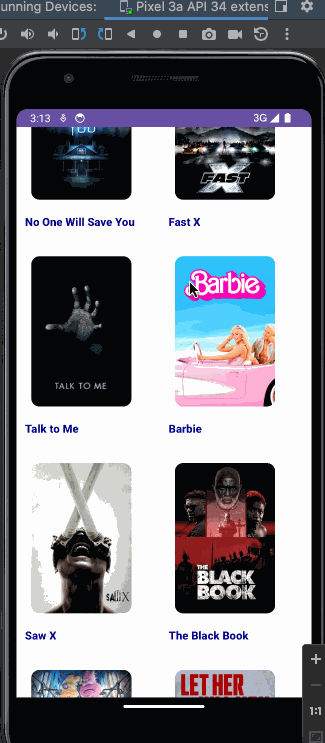 unning Devices:
Pixel 3a API 34 extens
3:13
3G
YOU
FAST
X
No One Will Save You
Fast X
Barbie
TALK TO ME
Talk to Me
Barbie
SAW X
THE
BLACK
BOOK
Saw X
The Black Book
LET HER
1:1